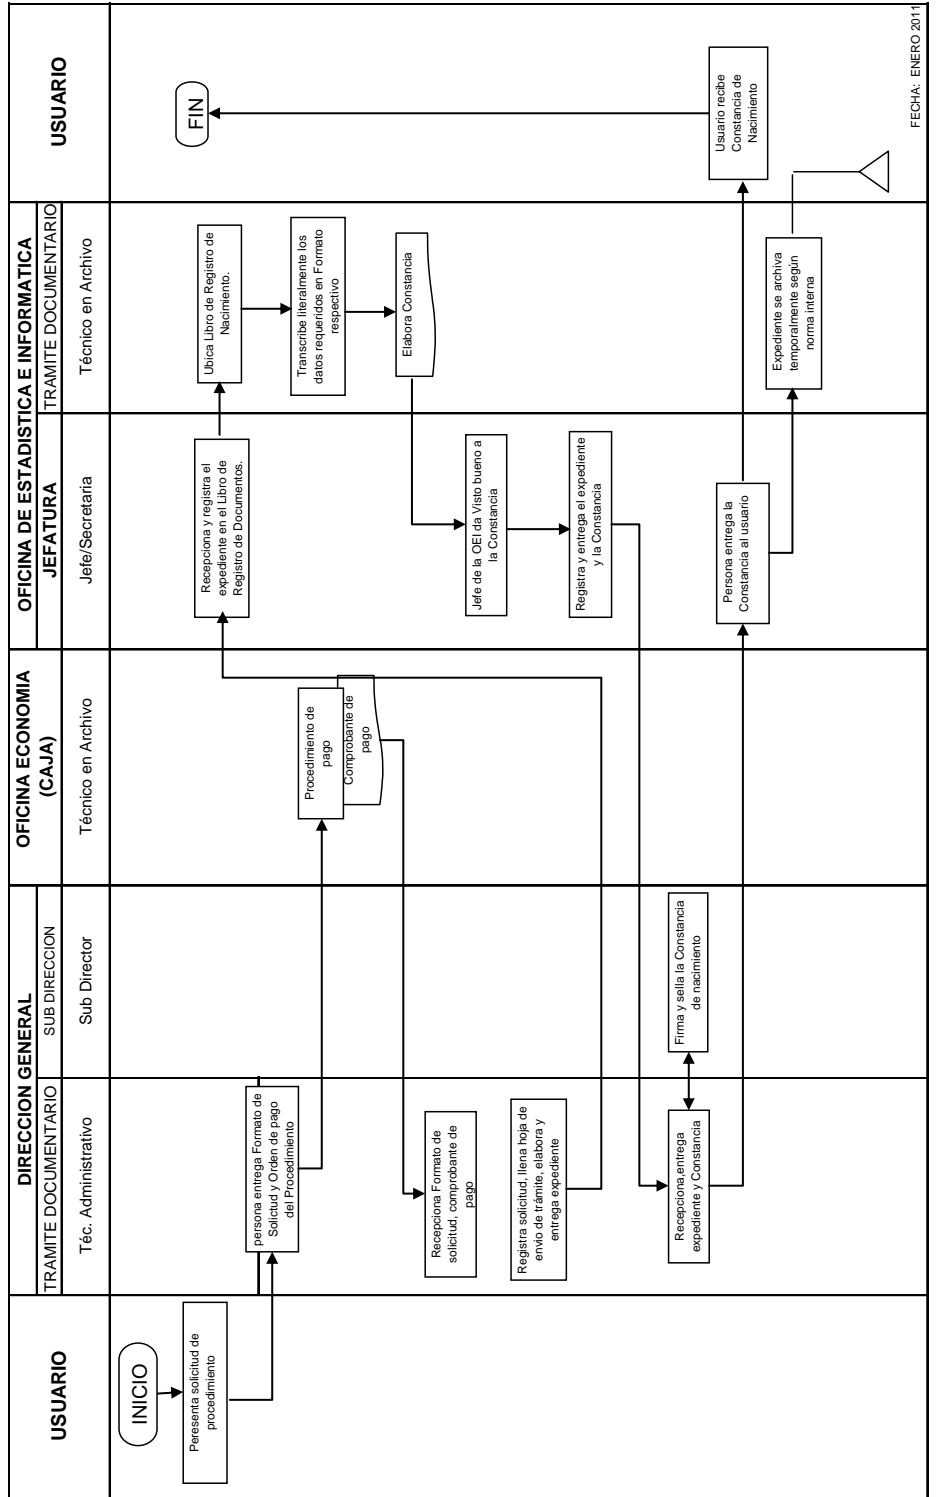 USUARIO
DIRECCION GENERAL
OFICINA ECONOMIA
(CAJA)
OFICINA DE ESTADISTICA E INFORMATICA
USUARIO
TRAMITE DOCUMENTARIO
SUB DIRECCION
JEFATURA
TRAMITE DOCUMENTARIO
Téc. Administrativo
Sub Director
Técnico en Archivo
Jefe/Secretaria
Técnico en Archivo
INICIO
Peresenta solicitud de
procedimiento
persona entrega Formato de
Solictud y Orden de pago
del Procedimiento
Procedimiento de
pago
Comprobante de
pago
Recepciona Formato de
solicitud, comprobante de
pago
Registra solicitud, llena hoja de
envio de trámite, elabora y
entrega expediente
Recepciona y registra el
expediente en el Libro de
Registro de Documentos.
Ubica Libro de Registro de
Nacimiento.
Transcribe literalmente los
datos requeridos en Formato
respectivo
Elabora Constancia
Jefe de la OEI da Visto bueno a
la Constancia
Registra y entrega el expediente
y la Constancia
Recepciona,entrega
expediente y Constancia
Firma y sella la Constancia
de nacimiento
Persona entrega la
Constancia al usuario
Expediente se archiva
temporalmente según
norma interna
Usuario recibe
Constancia de
Nacimiento
FIN
FECHA: ENERO 2011